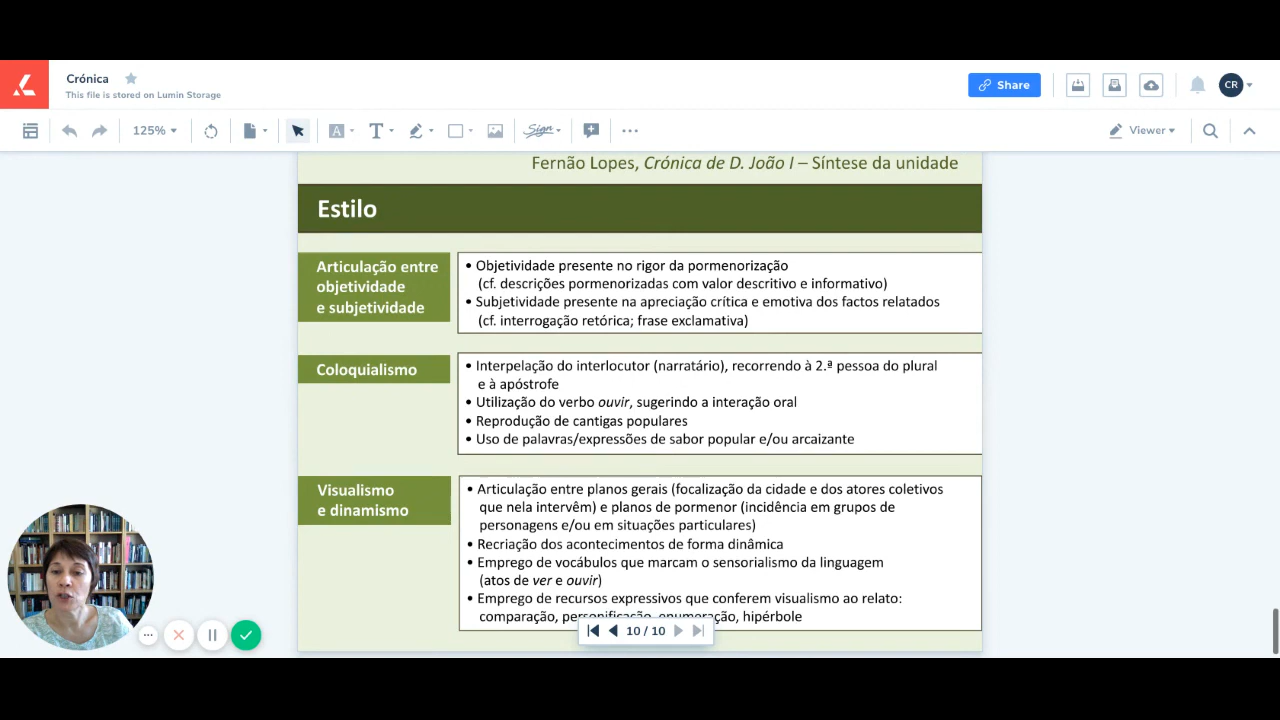 Crónica
This file is stored on Lumin Storage
Share
CR
125%
A
T
Sign
Viewer
Fernão Lopes, Crónica de D. João I – Síntese da unidade
Estilo
Articulação entre
objetividade
e subjetividade
• Objetividade presente no rigor da pormenorização
(cf. descrições pormenorizadas com valor descritivo e informativo)
• Subjetividade presente na apreciação crítica e emotiva dos factos relatados
(cf. interrogação retórica; frase exclamativa)
Coloquialismo
• Interpelação do interlocutor (narratário), recorrendo à 2.ª pessoa do plural
e à apóstrofe
• Utilização do verbo ouvir, sugerindo a interação oral
• Reprodução de cantigas populares
• Uso de palavras/expressões de sabor popular e/ou arcaizante
Visualismo
e dinamismo
• Articulação entre planos gerais (focalização da cidade e dos atores coletivos
que nela intervêm) e planos de pormenor (incidência em grupos de
personagens e/ou em situações particulares)
• Recriação dos acontecimentos de forma dinâmica
• Emprego de vocábulos que marcam o sensorialismo da linguagem
(atos de ver e ouvir)
• Emprego de recursos expressivos que conferem visualismo ao relato:
comparação, personificação, enumeração, hipérbole
10 / 10